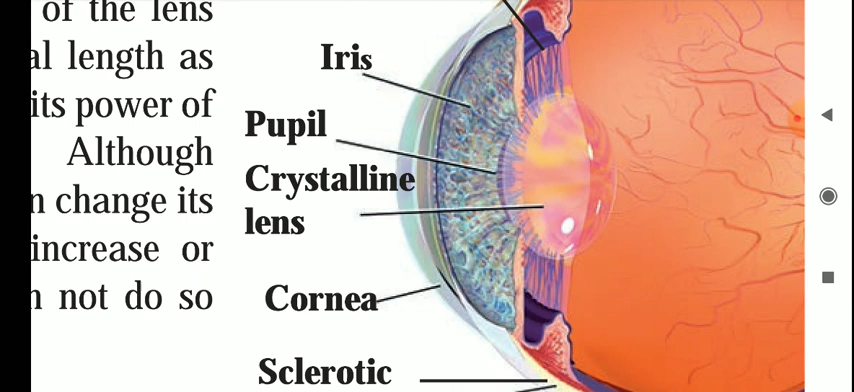 of the lens
al length as
its power of
Although
n change its
increase or
not do so
Iris
Pupil
Crystalline
lens
Cornea
Sclerotic